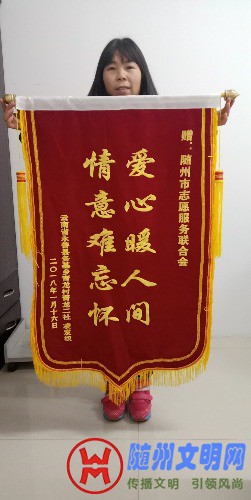 赠：随州市志愿服务联合会
爱心暖人间
情意难忘怀
二〇一八年一月十六日
随州文明网
传播文明 引领风尚